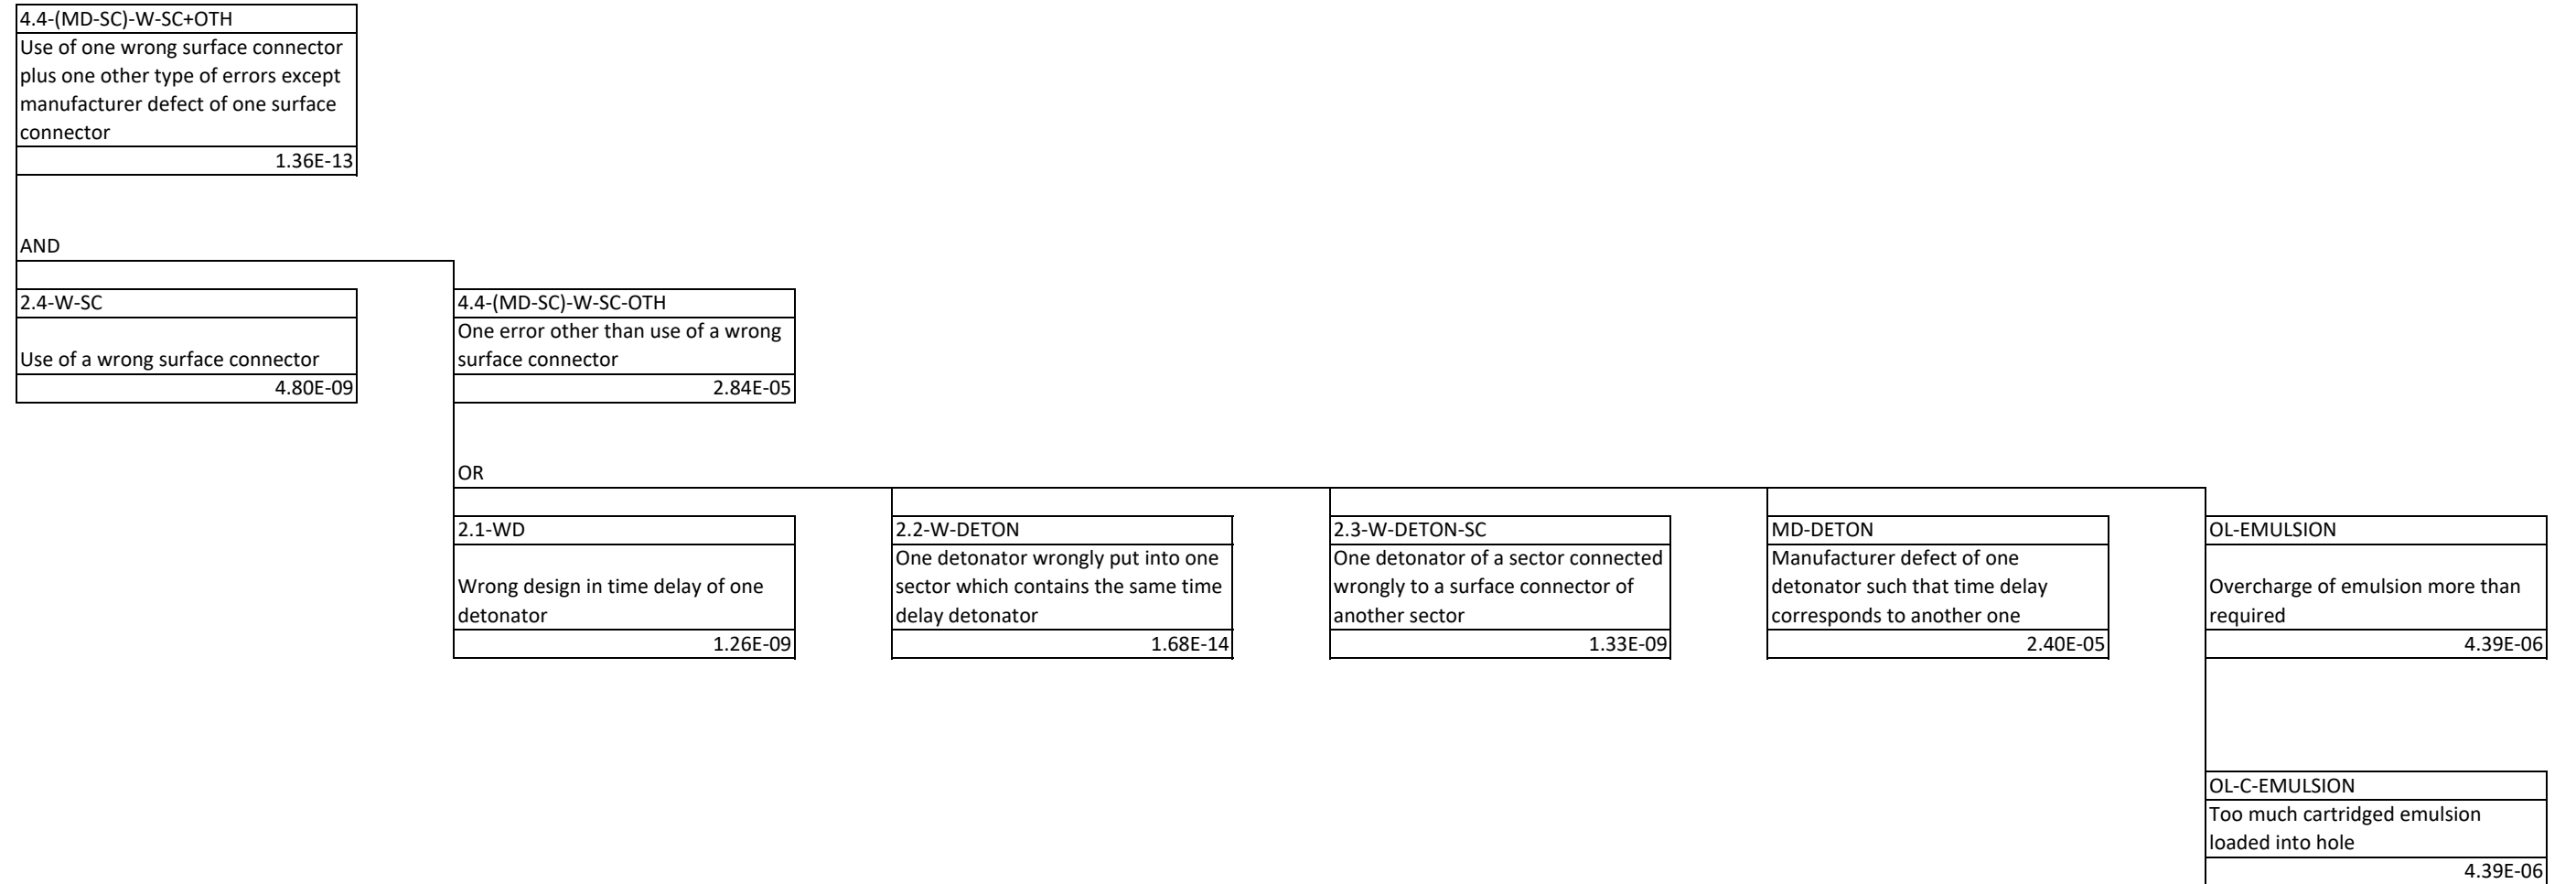 4.4-(MD-SC)-W-SC+OTH
Use of one wrong surface connector
plus one other type of errors except
manufacturer defect of one surface
connector
1.36E-13
AND
2.4-W-SC
Use of a wrong surface connector
4.80E-09
4.4-(MD-SC)-W-SC-OTH
One error other than use of a wrong
surface connector
2.84E-05
OR
2.1-WD
Wrong design in time delay of one
detonator
1.26E-09
2.2-W-DETON
One detonator wrongly put into one
sector which contains the same time
delay detonator
1.68E-14
2.3-W-DETON-SC
One detonator of a sector connected
wrongly to a surface connector of
another sector
1.33E-09
MD-DETON
Manufacturer defect of one
detonator such that time delay
corresponds to another one
2.40E-05
OL-EMULSION
Overcharge of emulsion more than
required
4.39E-06
OL-C-EMULSION
Too much cartridged emulsion
loaded into hole
4.39E-06